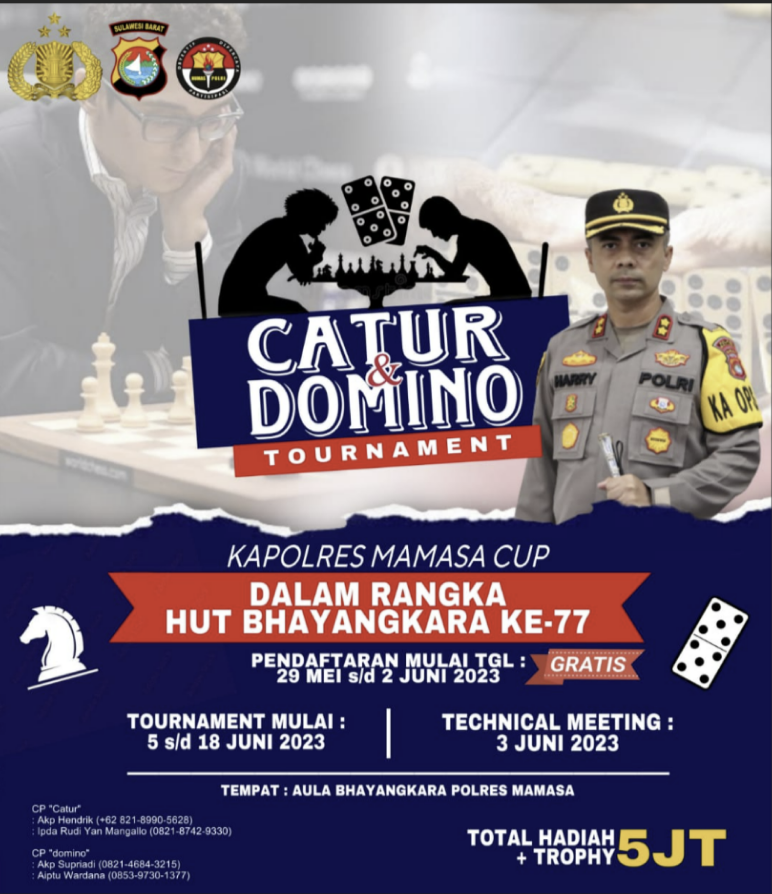 SULAWESI BARAT
CATUR
&
DOMINO
TOURNAMENT
HARRY
POLRI
KA OPS
KAPOLRES MAMASA CUP
DALAM RANGKA
HUT BHAYANGKARA KE-77
PENDAFTARAN MULAI TGL :
29 MEI s/d 2 JUNI 2023
GRATIS
TOURNAMENT MULAI :
5 s/d 18 JUNI 2023
TECHNICAL MEETING :
3 JUNI 2023
TEMPAT : AULA BHAYANGKARA POLRES MAMASA
CP "Catur"
: Akp Hendrik (+62 821-8990-5628)
: Ipda Rudi Yan Mangallo (0821-8742-9330)
CP "domino"
: Akp Supriadi (0821-4684-3215)
: Aiptu Wardana (0853-9730-1377)
TOTAL HADIAH
+ TROPHY
5JT